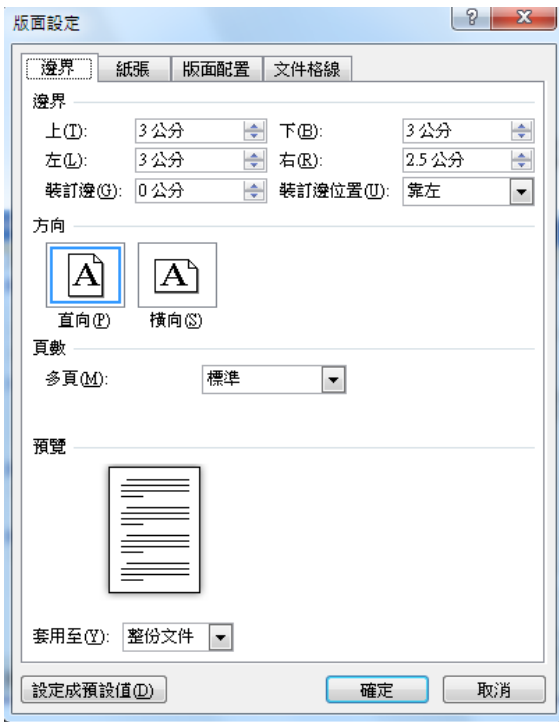 版面設定
邊界 紙張 版面配置 文件格線
邊界
上(T): 3 公分 下(B): 3 公分
左(L): 3 公分 右(R): 2.5 公分
裝訂邊(G): 0 公分 裝訂邊位置(U): 靠左
方向
A A
直向(P) 橫向(S)
頁數
多頁(M): 標準
預覽
套用至(Y): 整份文件
設定成預設值(D) 確定 取消